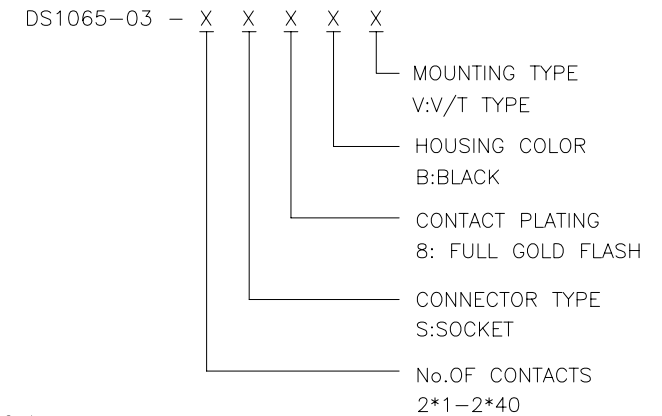 DS1065-03 - X X X X X
MOUNTING TYPE
V:V/T TYPE
HOUSING COLOR
B:BLACK
CONTACT PLATING
8: FULL GOLD FLASH
CONNECTOR TYPE
S:SOCKET
No.OF CONTACTS
2*1-2*40